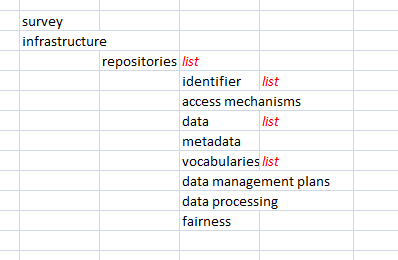 survey
infrastructure
repositories list
identifier list
access mechanisms
data list
metadata
vocabularies list
data management plans
data processing
fairness